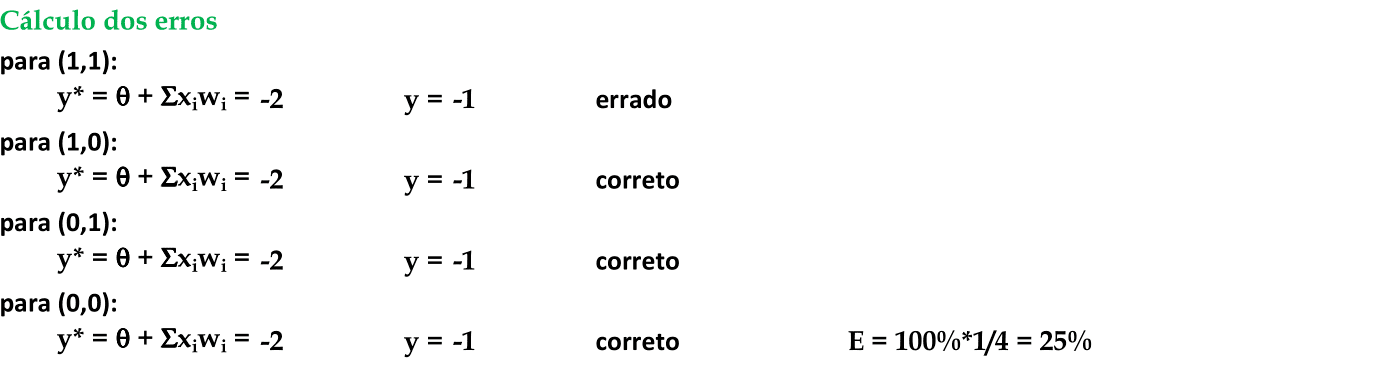 Cálculo dos erros
para (1,1):
y* = θ + Σxᵢwᵢ = -2 y = -1 errado
para (1,0):
y* = θ + Σxᵢwᵢ = -2 y = -1 correto
para (0,1):
y* = θ + Σxᵢwᵢ = -2 y = -1 correto
para (0,0):
y* = θ + Σxᵢwᵢ = -2 y = -1 correto E = 100%*1/4 = 25%